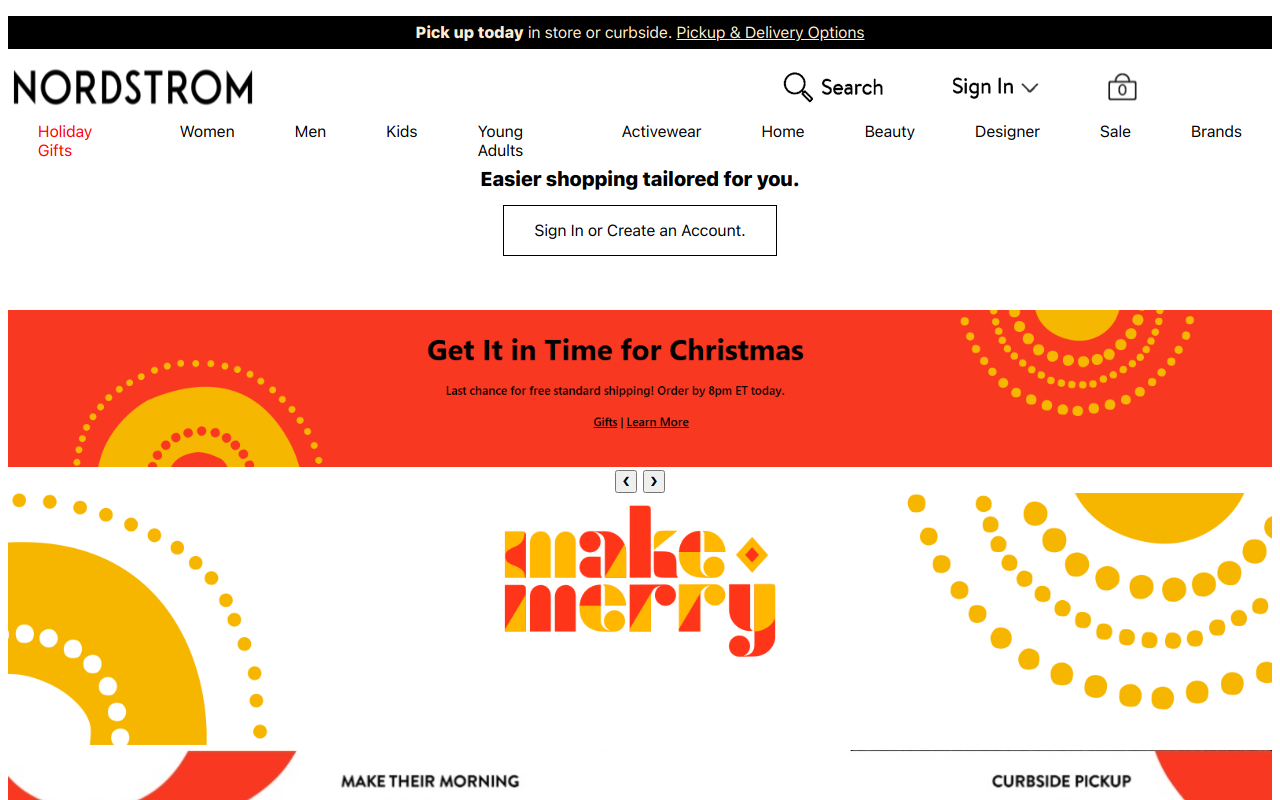 Pick up today in store or curbside. Pickup & Delivery Options
NORDSTROM
Search
Sign In
0
Holiday Gifts
Women
Men
Kids
Young Adults
Activewear
Home
Beauty
Designer
Sale
Brands
Easier shopping tailored for you.
Sign In or Create an Account.
Get It in Time for Christmas
Last chance for free standard shipping! Order by 8pm ET today.
Gifts | Learn More
❮ ❯
make
merry
MAKE THEIR MORNING
CURBSIDE PICKUP